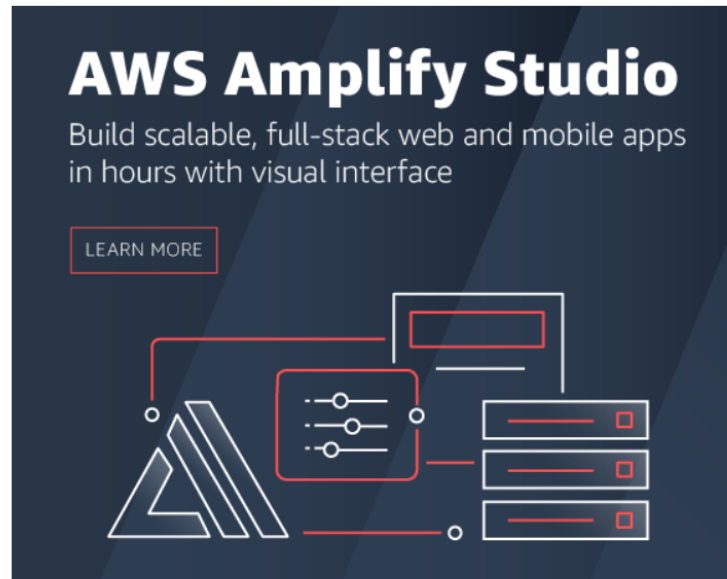 AWS Amplify Studio
Build scalable, full-stack web and mobile apps
in hours with visual interface
LEARN MORE